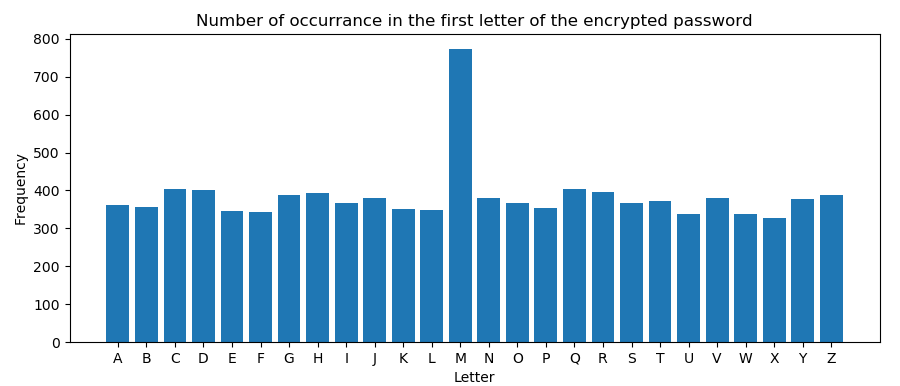 Number of occurrance in the first letter of the encrypted password
800
700
600
500
400
300
200
100
0
Frequency
A B C D E F G H I J K L M N O P Q R S T U V W X Y Z
Letter